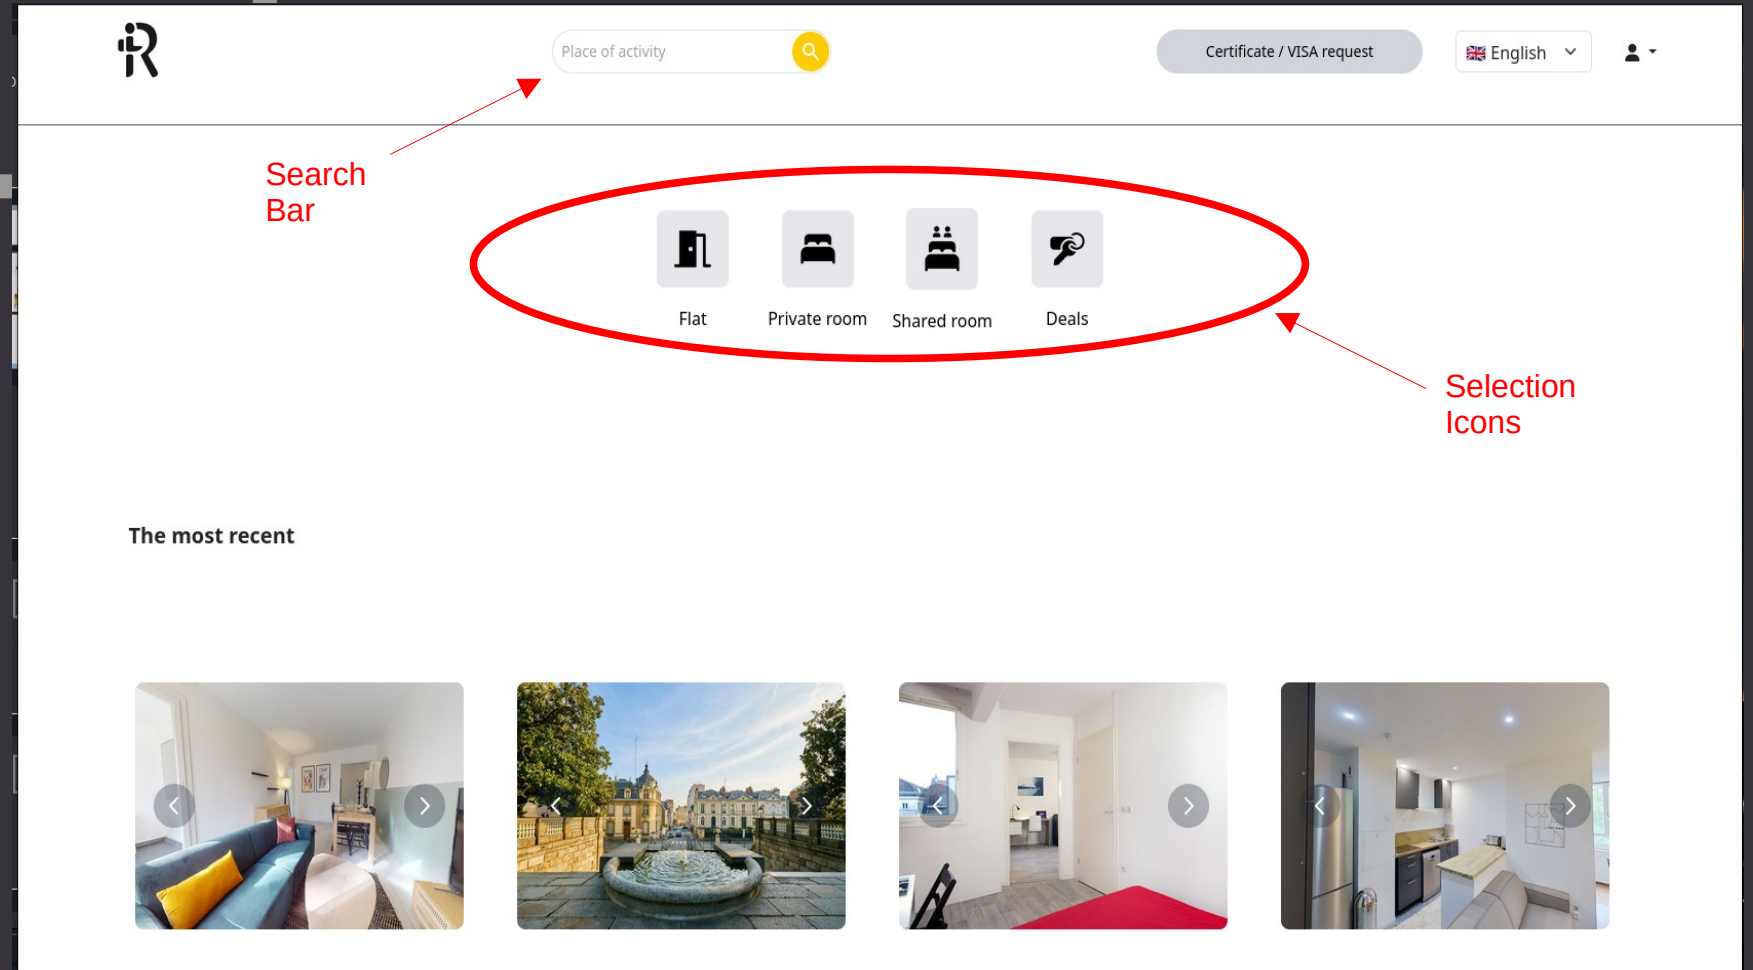 Place of activity
Certificate / VISA request
English
Search
Bar
Flat
Private room
Shared room
Deals
Selection
Icons
The most recent